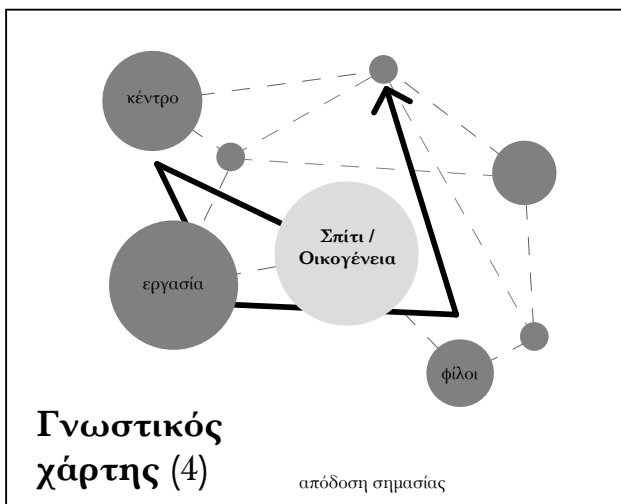 κέντρο
Σπίτι /
Οικογένεια
εργασία
φίλοι
Γνωστικός
χάρτης (4)
απόδοση σημασίας